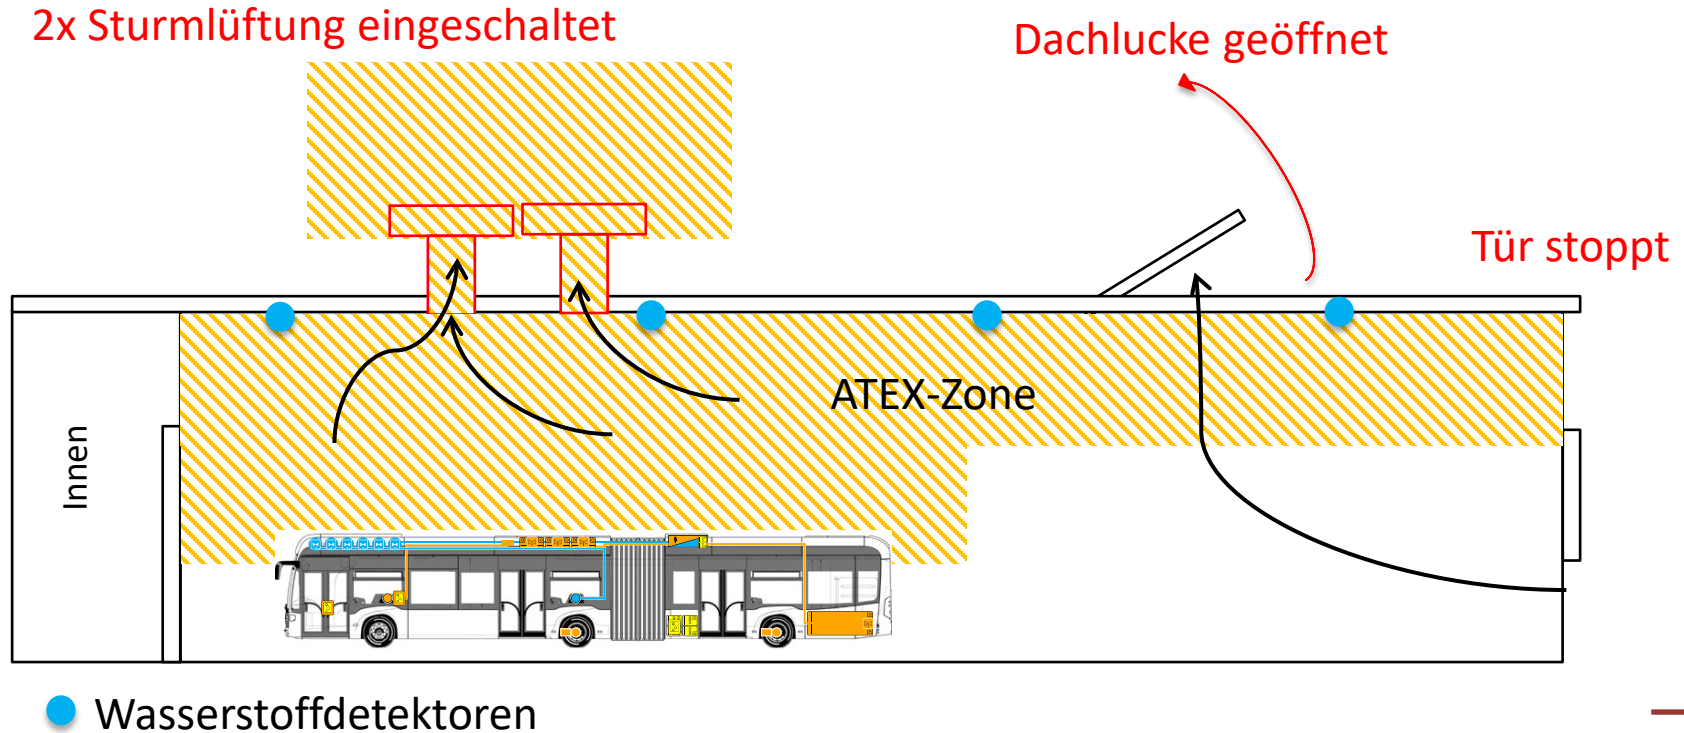 2x Sturmlüftung eingeschaltet
Dachlucke geöffnet
Tür stoppt
ATEX-Zone
Innen
Wasserstoffdetektoren